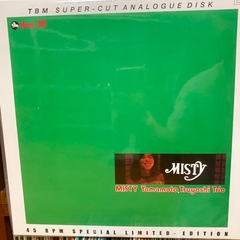 TBM SUPER-CUT ANALOGUE DISK
MISTY
MISTY Yamamoto, Tsuyoshi Trio
45 RPM SPECIAL LIMITED-EDITION